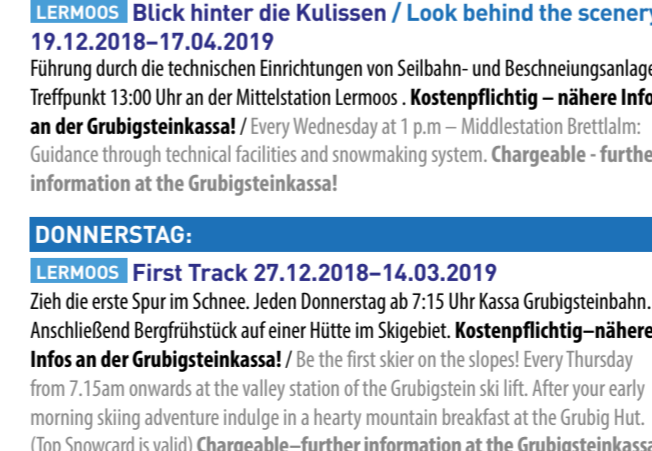 LERMOOS Blick hinter die Kulissen / Look behind the scenery
19.12.2018–17.04.2019
Führung durch die technischen Einrichtungen von Seilbahn- und Beschneiungsanlage
Treffpunkt 13:00 Uhr an der Mittelstation Lermoos . Kostenpflichtig – nähere Info
an der Grubigsteinkassa! / Every Wednesday at 1 p.m – Middlestation Brettlalm:
Guidance through technical facilities and snowmaking system. Chargeable - furthe
information at the Grubigsteinkassa!
DONNERSTAG:
LERMOOS First Track 27.12.2018–14.03.2019
Zieh die erste Spur im Schnee. Jeden Donnerstag ab 7:15 Uhr Kassa Grubigsteinbahn.
Anschließend Bergfrühstück auf einer Hütte im Skigebiet. Kostenpflichtig–nähere
Infos an der Grubigsteinkassa! / Be the first skier on the slopes! Every Thursday
from 7.15am onwards at the valley station of the Grubigstein ski lift. After your early
morning skiing adventure indulge in a hearty mountain breakfast at the Grubig Hut.
(Top Snowcard is valid) Chargeable–further information at the Grubigsteinkassa